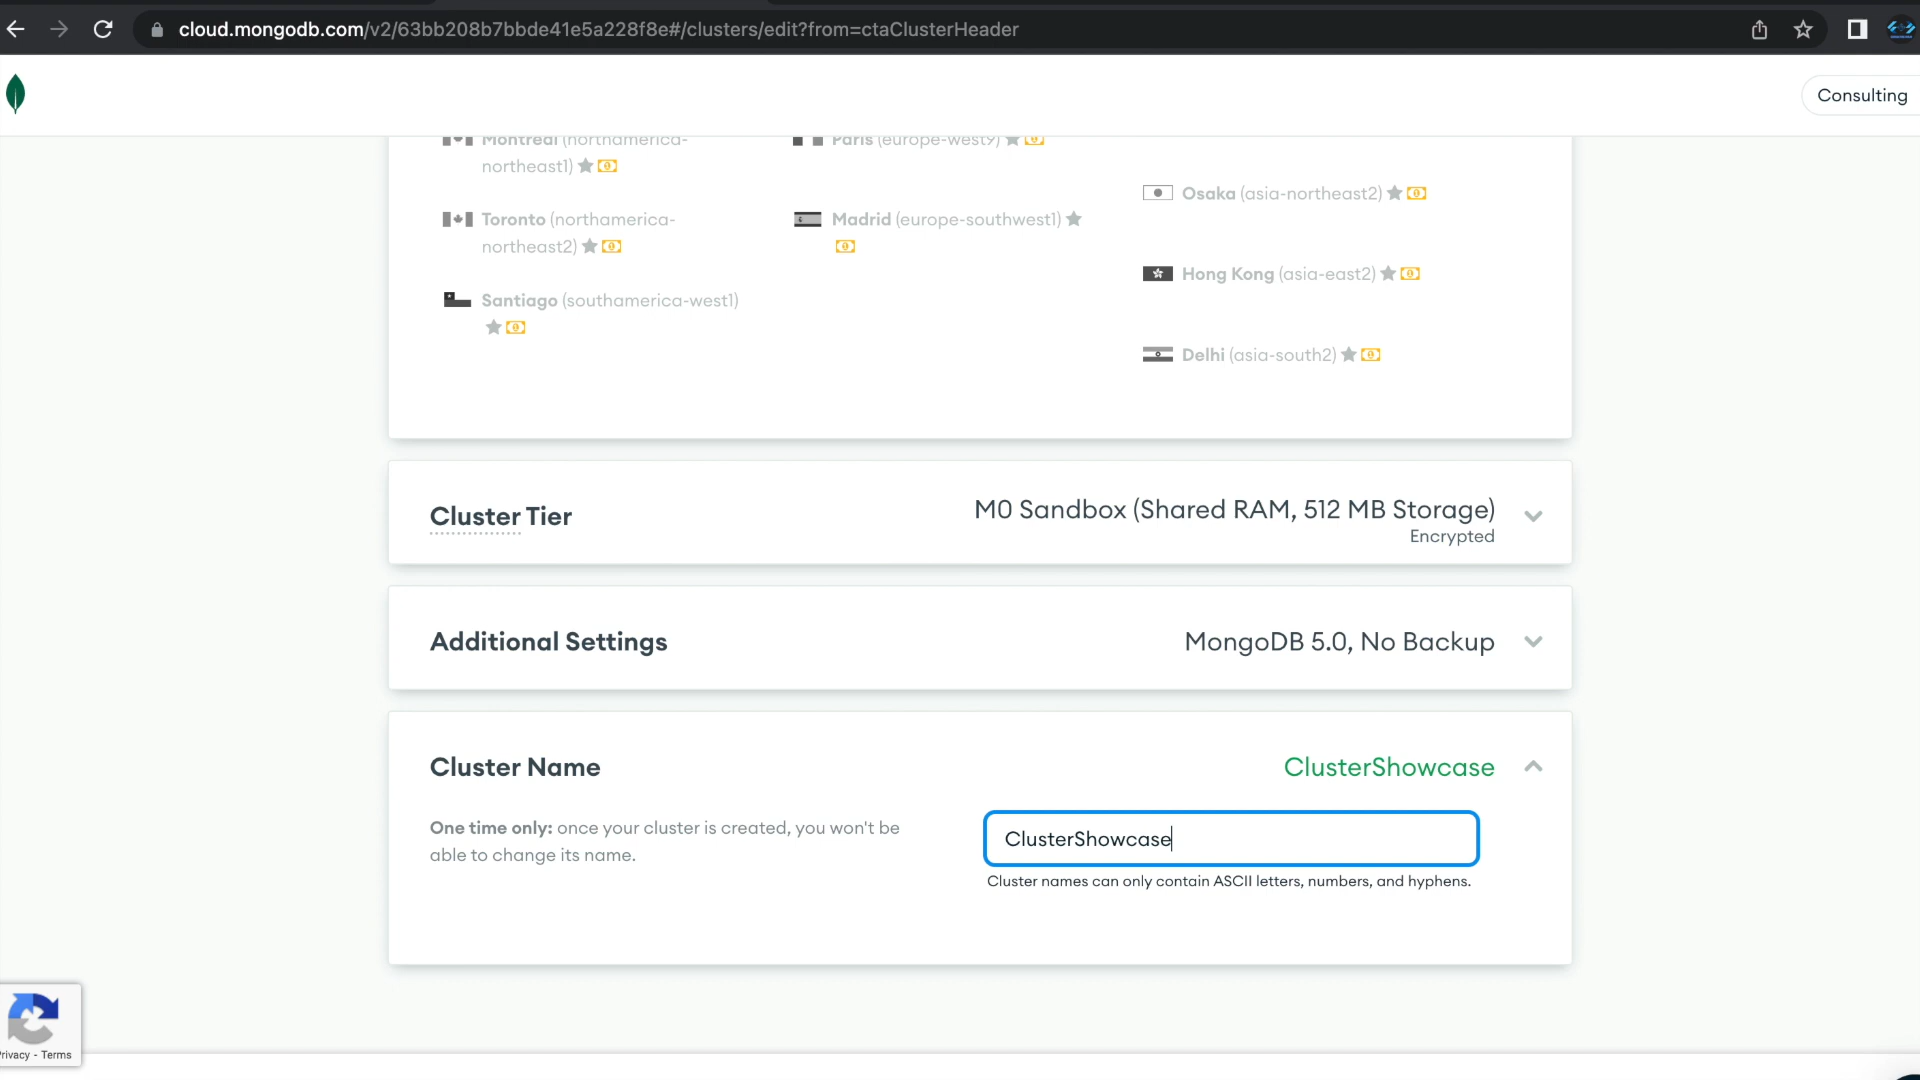 cloud.mongodb.com/v2/63bb208b7bbde41e5a228f8e#/clusters/edit?from=ctaClusterHeader
Consulting
Montreal (northamerica-
northeast1)
Toronto (northamerica-
northeast2)
Santiago (southamerica-west1)
Paris (europe-west9)
Madrid (europe-southwest1)
Osaka (asia-northeast2)
Hong Kong (asia-east2)
Delhi (asia-south2)
Cluster Tier
M0 Sandbox (Shared RAM, 512 MB Storage)
Encrypted
Additional Settings
MongoDB 5.0, No Backup
Cluster Name
ClusterShowcase
One time only: once your cluster is created, you won't be
able to change its name.
ClusterShowcase
Cluster names can only contain ASCII letters, numbers, and hyphens.
Privacy - Terms